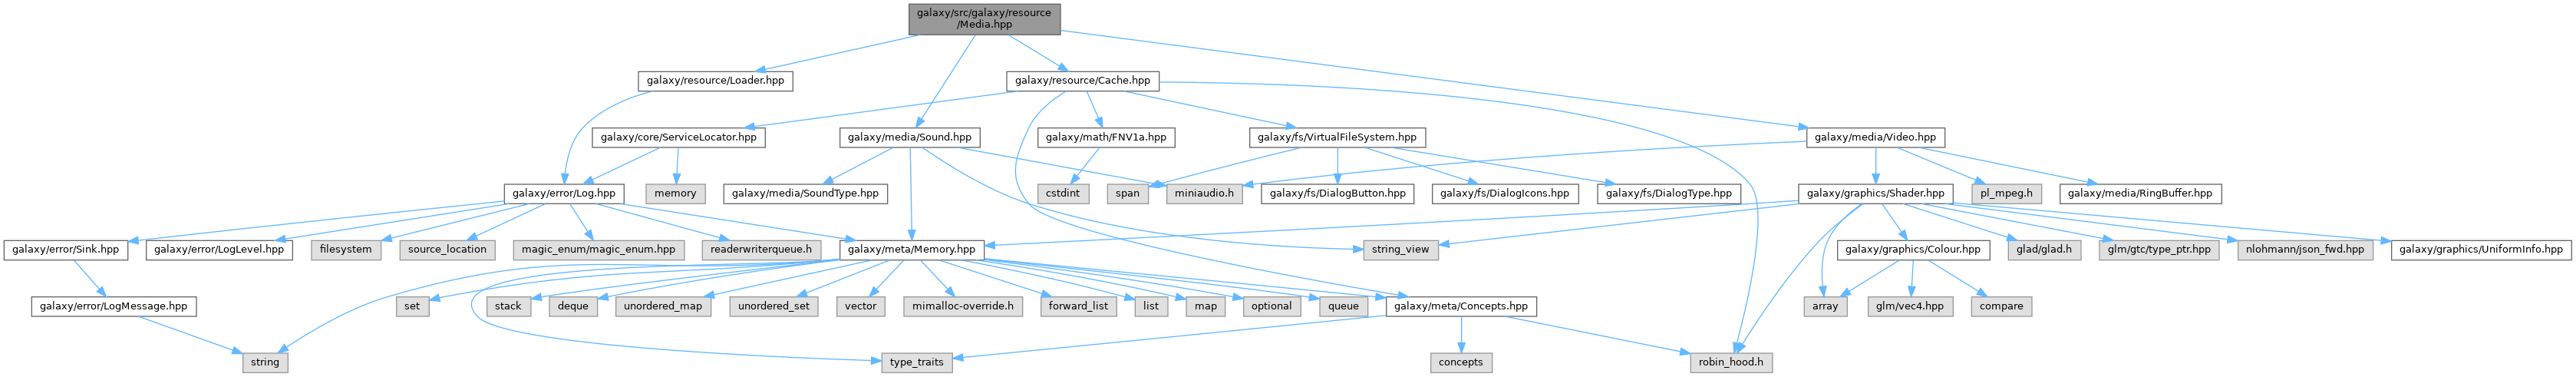 galaxy/src/galaxy/resource
/Media.hpp
galaxy/resource/Loader.hpp
galaxy/resource/Cache.hpp
galaxy/core/ServiceLocator.hpp
galaxy/media/Sound.hpp
galaxy/math/FNV1a.hpp
galaxy/fs/VirtualFileSystem.hpp
galaxy/media/Video.hpp
galaxy/error/Log.hpp
memory
galaxy/media/SoundType.hpp
cstdint
span
miniaudio.h
galaxy/fs/DialogButton.hpp
galaxy/fs/DialogIcons.hpp
galaxy/fs/DialogType.hpp
galaxy/graphics/Shader.hpp
pl_mpeg.h
galaxy/media/RingBuffer.hpp
galaxy/error/Sink.hpp
galaxy/error/LogLevel.hpp
filesystem
source_location
magic_enum/magic_enum.hpp
readerwriterqueue.h
galaxy/meta/Memory.hpp
string_view
galaxy/graphics/Colour.hpp
glad/glad.h
glm/gtc/type_ptr.hpp
nlohmann/json_fwd.hpp
galaxy/graphics/UniformInfo.hpp
galaxy/error/LogMessage.hpp
set
stack
deque
unordered_map
unordered_set
vector
mimalloc-override.h
forward_list
list
map
optional
queue
galaxy/meta/Concepts.hpp
array
glm/vec4.hpp
compare
string
type_traits
concepts
robin_hood.h